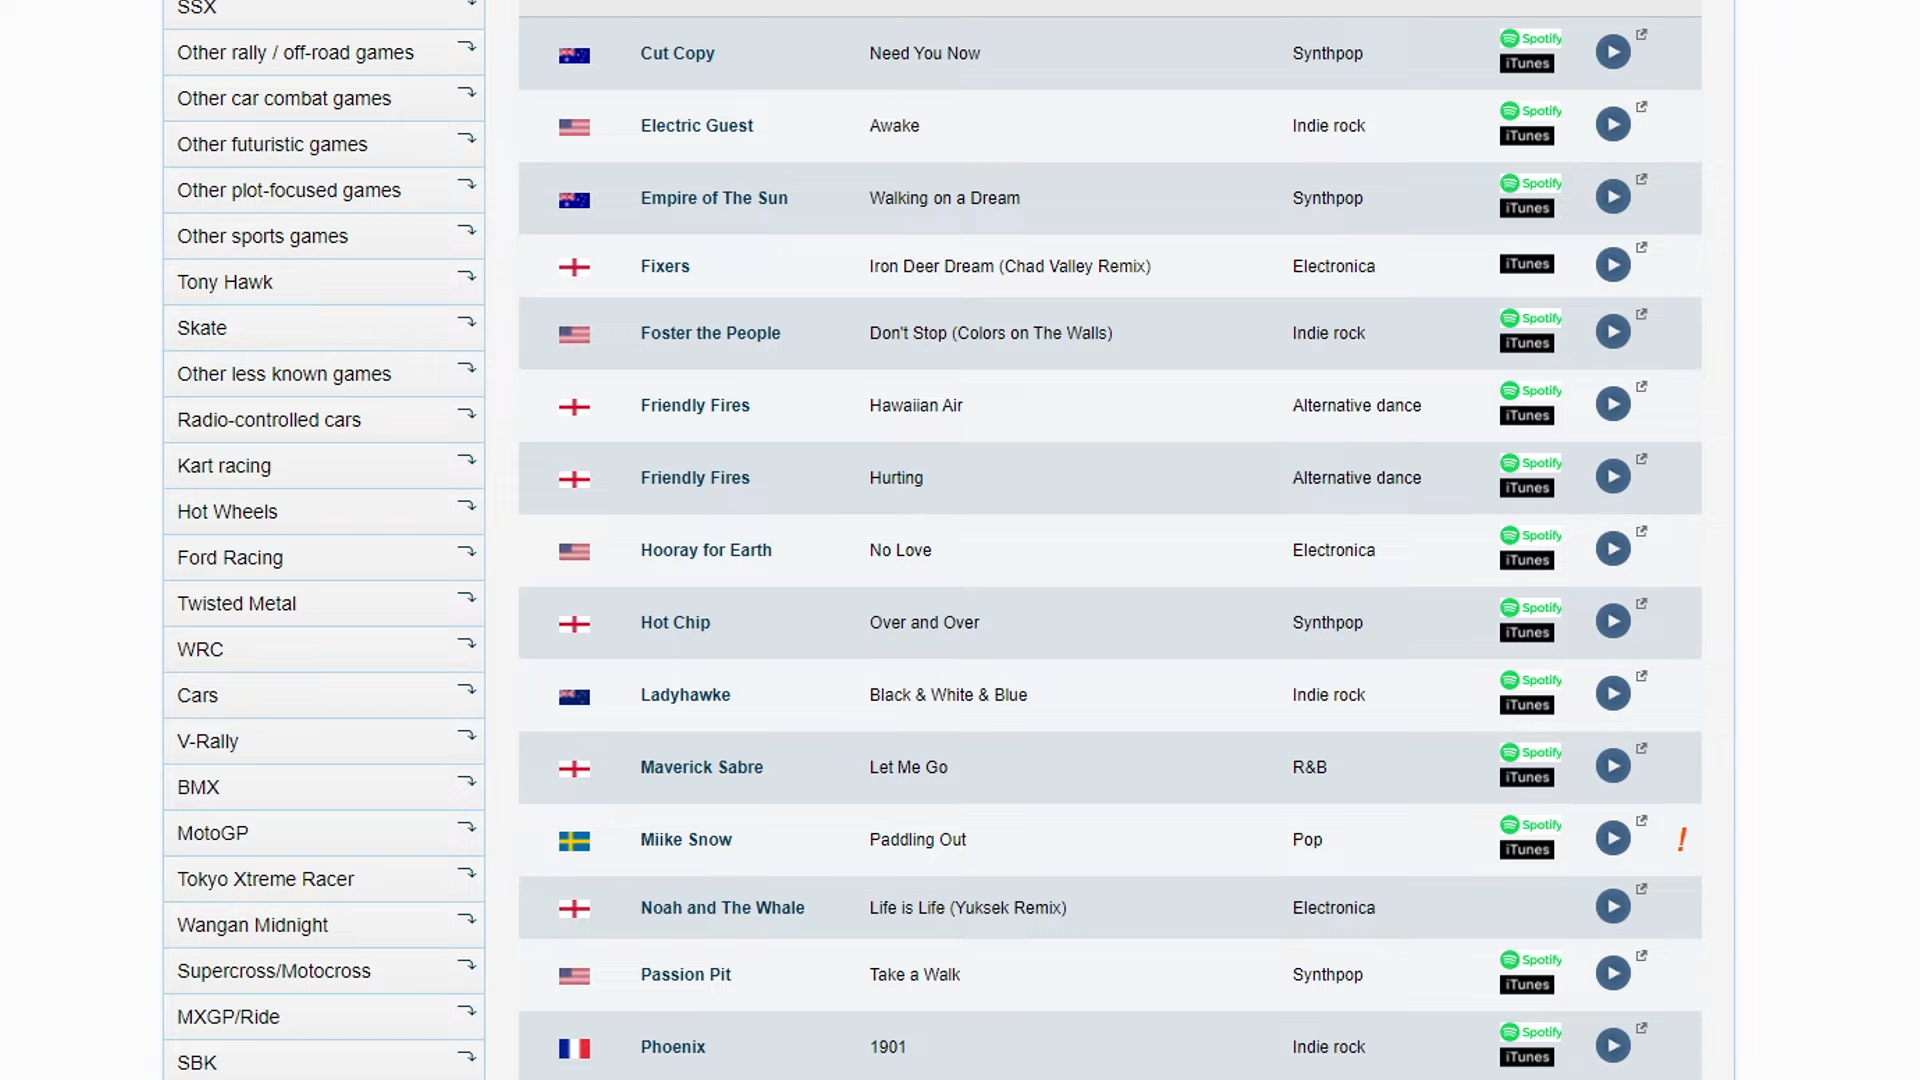 SSX
Other rally / off-road games
Other car combat games
Other futuristic games
Other plot-focused games
Other sports games
Tony Hawk
Skate
Other less known games
Radio-controlled cars
Kart racing
Hot Wheels
Ford Racing
Twisted Metal
WRC
Cars
V-Rally
BMX
MotoGP
Tokyo Xtreme Racer
Wangan Midnight
Supercross/Motocross
MXGP/Ride
SBK
Cut Copy Need You Now Synthpop Spotify
iTunes
Electric Guest Awake Indie rock Spotify
iTunes
Empire of The Sun Walking on a Dream Synthpop Spotify
iTunes
Fixers Iron Deer Dream (Chad Valley Remix) Electronica iTunes
Foster the People Don't Stop (Colors on The Walls) Indie rock Spotify
iTunes
Friendly Fires Hawaiian Air Alternative dance Spotify
iTunes
Friendly Fires Hurting Alternative dance Spotify
iTunes
Hooray for Earth No Love Electronica Spotify
iTunes
Hot Chip Over and Over Synthpop Spotify
iTunes
Ladyhawke Black & White & Blue Indie rock Spotify
iTunes
Maverick Sabre Let Me Go R&B Spotify
iTunes
Miike Snow Paddling Out Pop Spotify !
iTunes
Noah and The Whale Life is Life (Yuksek Remix) Electronica
Passion Pit Take a Walk Synthpop Spotify
iTunes
Phoenix 1901 Indie rock Spotify
iTunes